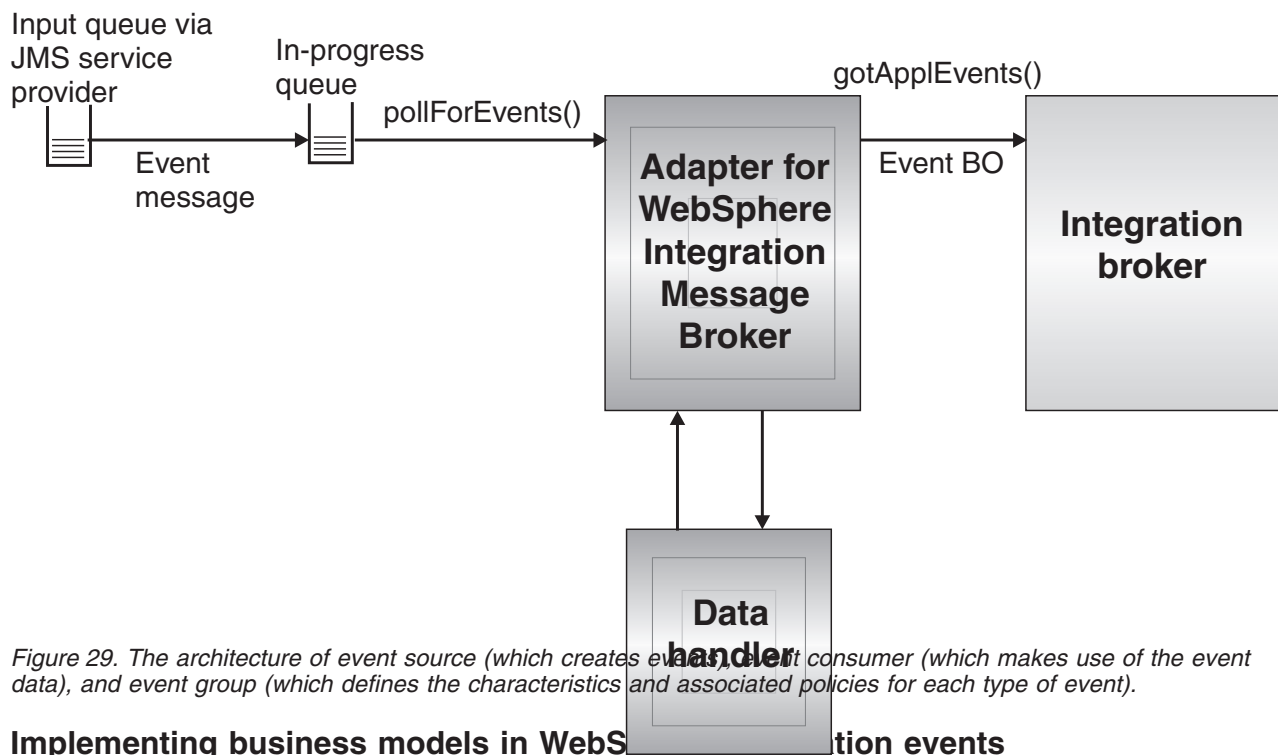 Input queue via
JMS service
provider
In-progress
queue
Event
message
pollForEvents()
Adapter for
WebSphere
Integration
Message
Broker
gotApplEvents()
Event BO
Integration
broker
Data
handler
Figure 29. The architecture of event source (which creates events), event consumer (which makes use of the event
data), and event group (which defines the characteristics and associated policies for each type of event).
Implementing business models in WebS tion events